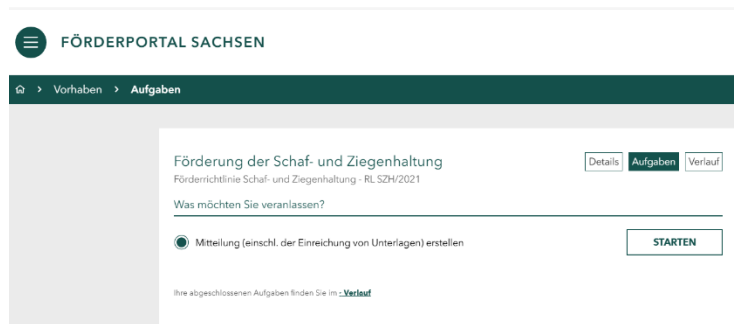 FÖRDERPORTAL SACHSEN
> Vorhaben > Aufgaben
Förderung der Schaf- und Ziegenhaltung
Details Aufgaben Verlauf
Förderrichtlinie Schaf- und Ziegenhaltung - RL SZH/2021
Was möchten Sie veranlassen?
Mitteilung (einschl. der Einreichung von Unterlagen) erstellen
STARTEN
Ihre abgeschlossenen Aufgaben finden Sie im - Verlauf